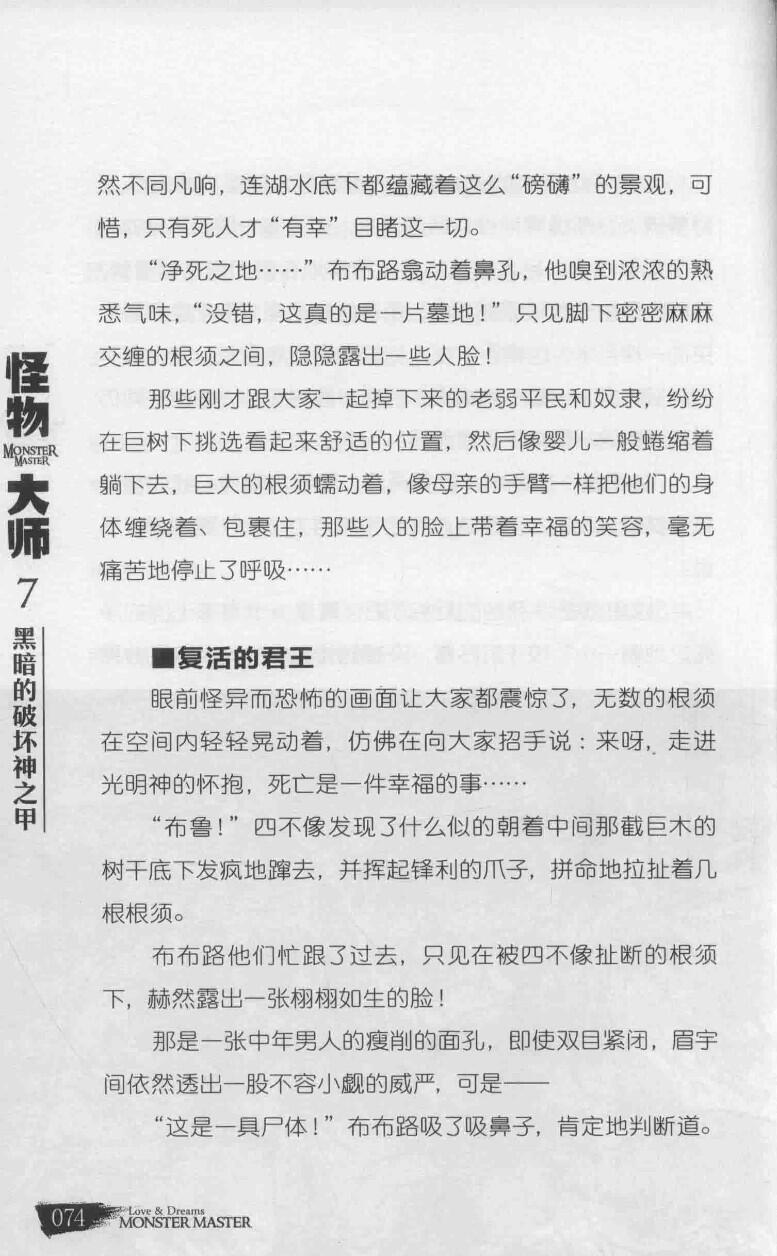 然不同凡响，连湖水底下都蕴藏着这么“磅礴”的景观，可
惜，只有死人才“有幸”目睹这一切。
“净死之地……”布布路翕动着鼻孔，他嗅到浓浓的熟
悉气味，“没错，这真的是一片墓地！”只见脚下密密麻麻
交缠的根须之间，隐隐露出一些人脸！
那些刚才跟大家一起掉下来的老弱平民和奴隶，纷纷
在巨树下挑选看起来舒适的位置，然后像婴儿一般蜷缩着
躺下去，巨大的根须蠕动着，像母亲的手臂一样把他们的身
体缠绕着、包裹住，那些人的脸上带着幸福的笑容，毫无
痛苦地停止了呼吸……
■复活的君王
眼前怪异而恐怖的画面让大家都震惊了，无数的根须
在空间内轻轻晃动着，仿佛在向大家招手说：来呀，走进
光明神的怀抱，死亡是一件幸福的事……
“布鲁！”四不像发现了什么似的朝着中间那截巨木的
树干底下发疯地蹿去，并挥起锋利的爪子，拼命地拉扯着几
根根须。
布布路他们忙跟了过去，只见在被四不像扯断的根须
下，赫然露出一张栩栩如生的脸！
那是一张中年男人的瘦削的面孔，即使双目紧闭，眉宇
间依然透出一股不容小觑的威严，可是——
“这是一具尸体！”布布路吸了吸鼻子，肯定地判断道。
怪物
MONSTER
MASTER
大师
7
黑暗的破坏神之甲
074
Love & Dreams
MONSTER MASTER